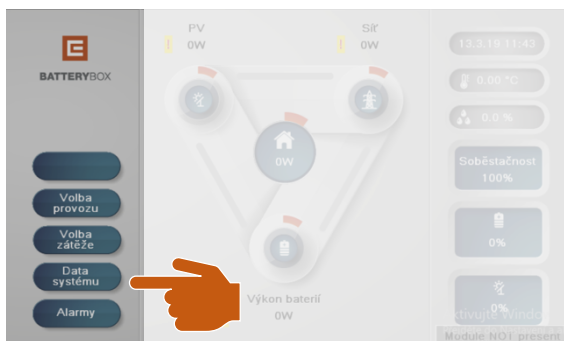 BATTERYBOX
Volba
provozu
Volba
zátěže
Data
systému
Alarmy
PV
0W
Síť
0W
0W
Výkon baterií
0W
13.3.19 11:43
0.00 °C
0.0 %
Soběstačnost
100%
0%
0%
ktivujte Windo
Module NOT present